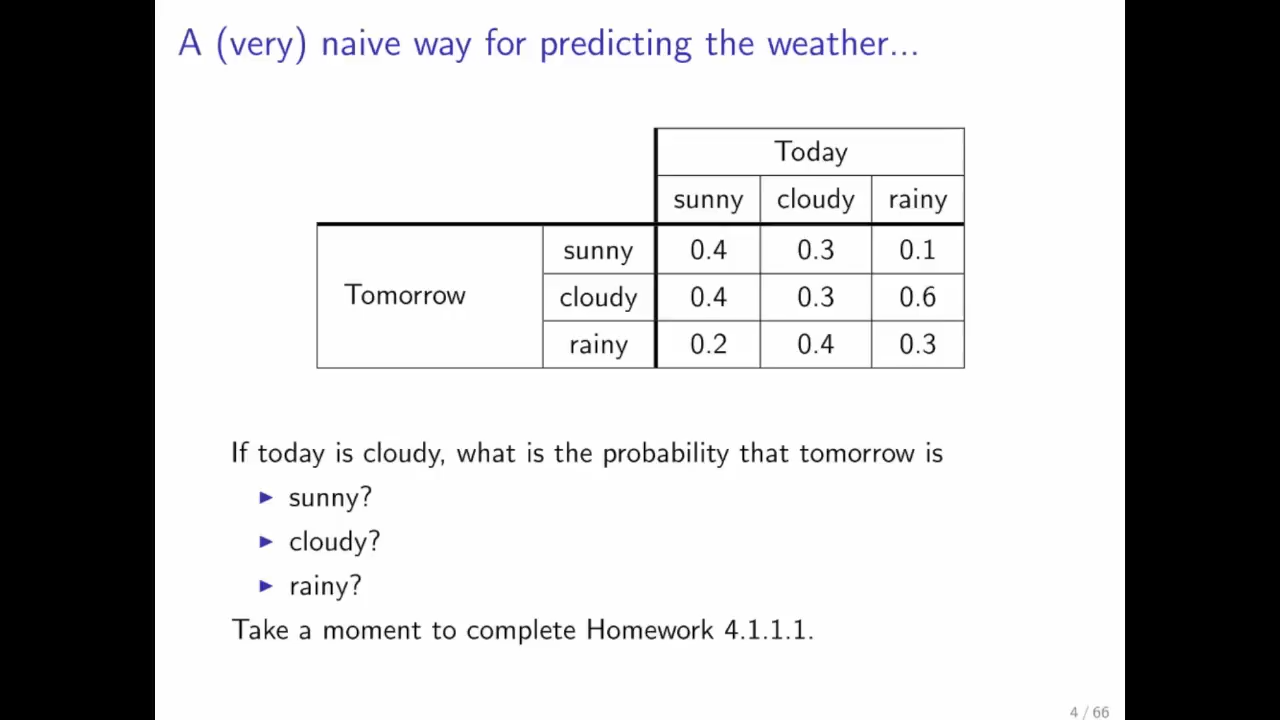 A (very) naive way for predicting the weather...
Today
sunny cloudy rainy
sunny 0.4 0.3 0.1
Tomorrow cloudy 0.4 0.3 0.6
rainy 0.2 0.4 0.3
If today is cloudy, what is the probability that tomorrow is
▶ sunny?
▶ cloudy?
▶ rainy?
Take a moment to complete Homework 4.1.1.1.
4 / 66